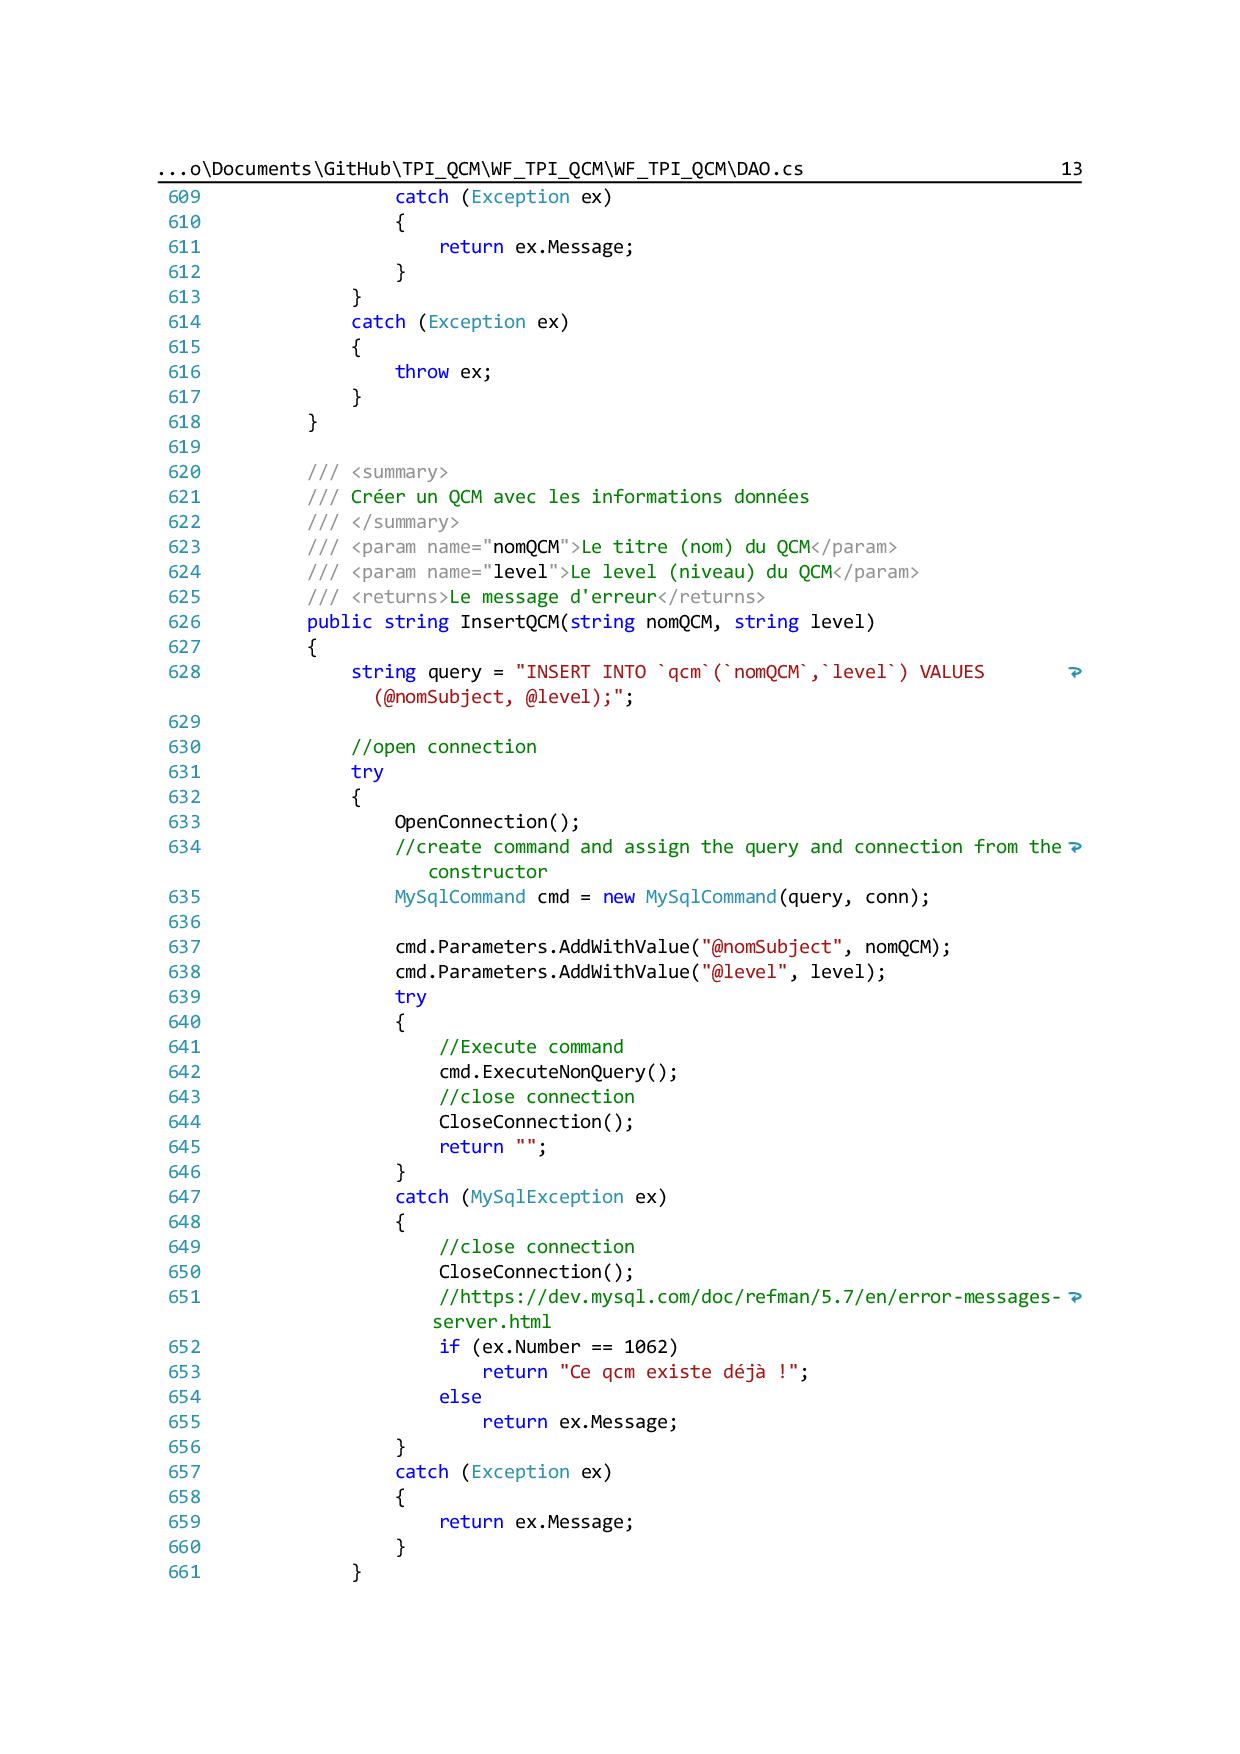 ...o\Documents\GitHub\TPI_QCM\WF_TPI_QCM\WF_TPI_QCM\DAO.cs 13
609 catch (Exception ex)
610 {
611 return ex.Message;
612 }
613 }
614 catch (Exception ex)
615 {
616 throw ex;
617 }
618 }
619
620 /// <summary>
621 /// Créer un QCM avec les informations données
622 /// </summary>
623 /// <param name="nomQCM">Le titre (nom) du QCM</param>
624 /// <param name="level">Le level (niveau) du QCM</param>
625 /// <returns>Le message d'erreur</returns>
626 public string InsertQCM(string nomQCM, string level)
627 {
628 string query = "INSERT INTO `qcm`(`nomQCM`,`level`) VALUES
(@nomSubject, @level);";
629
630 //open connection
631 try
632 {
633 OpenConnection();
634 //create command and assign the query and connection from the
constructor
635 MySqlCommand cmd = new MySqlCommand(query, conn);
636
637 cmd.Parameters.AddWithValue("@nomSubject", nomQCM);
638 cmd.Parameters.AddWithValue("@level", level);
639 try
640 {
641 //Execute command
642 cmd.ExecuteNonQuery();
643 //close connection
644 CloseConnection();
645 return "";
646 }
647 catch (MySqlException ex)
648 {
649 //close connection
650 CloseConnection();
651 //https://dev.mysql.com/doc/refman/5.7/en/error-messages-
server.html
652 if (ex.Number == 1062)
653 return "Ce qcm existe déjà !";
654 else
655 return ex.Message;
656 }
657 catch (Exception ex)
658 {
659 return ex.Message;
660 }
661 }